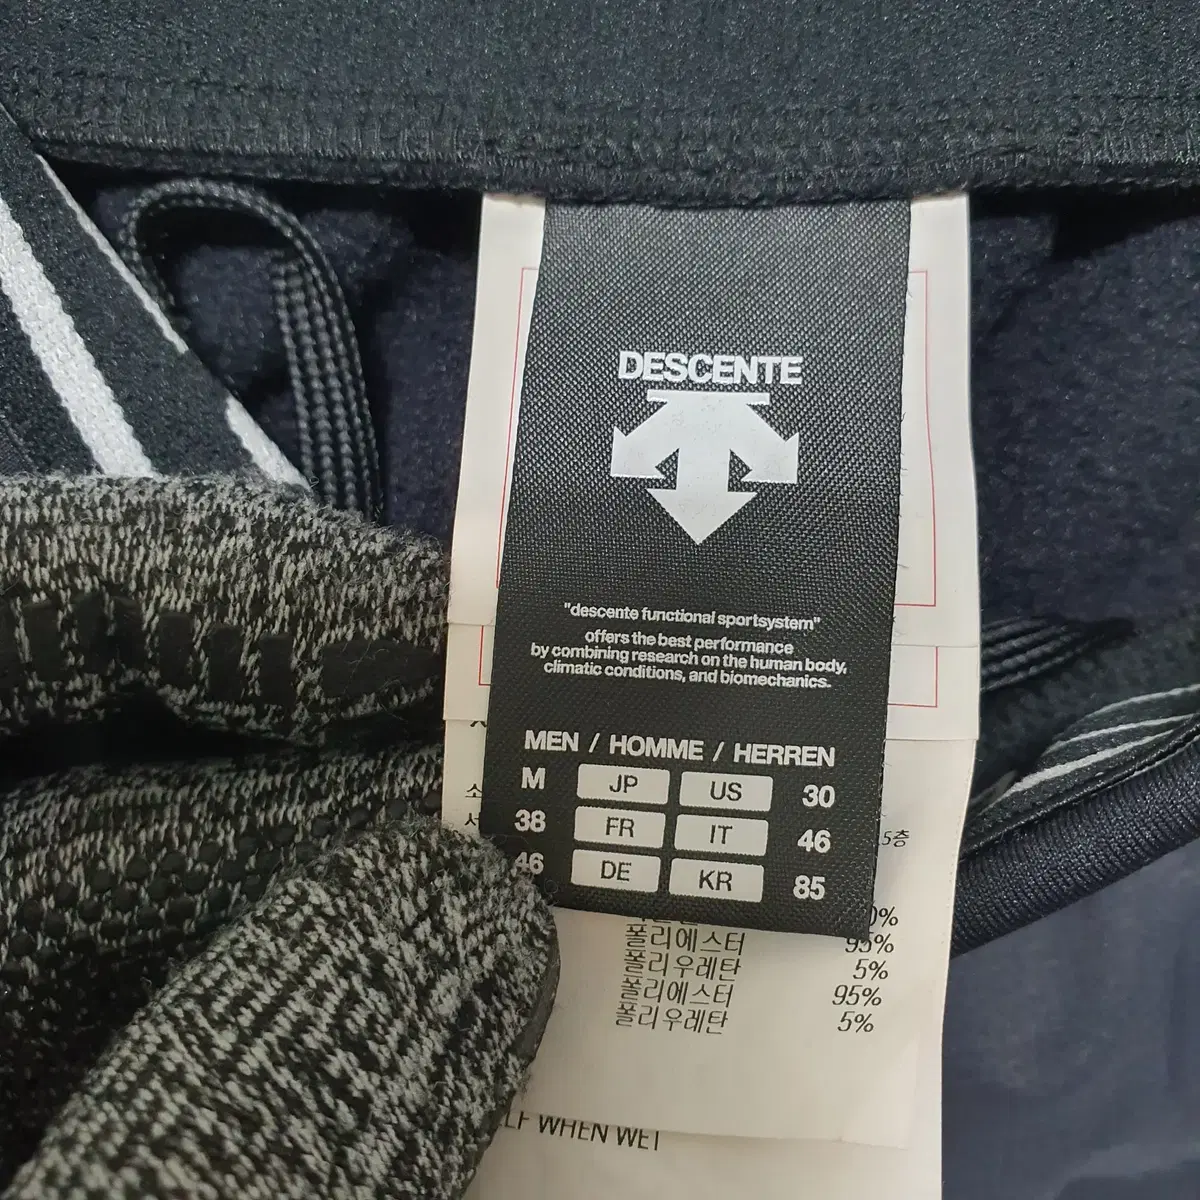 DESCENTE
"descente functional sportsystem"
offers the best performance
by combining research on the human body,
climatic conditions, and biomechanics.
MEN / HOMME / HERREN
M JP US 30
38 FR IT 46
46 DE KR 85
5층
0%
폴리에스터 95%
폴리우레탄 5%
폴리에스터 95%
폴리우레탄 5%
WHEN WET